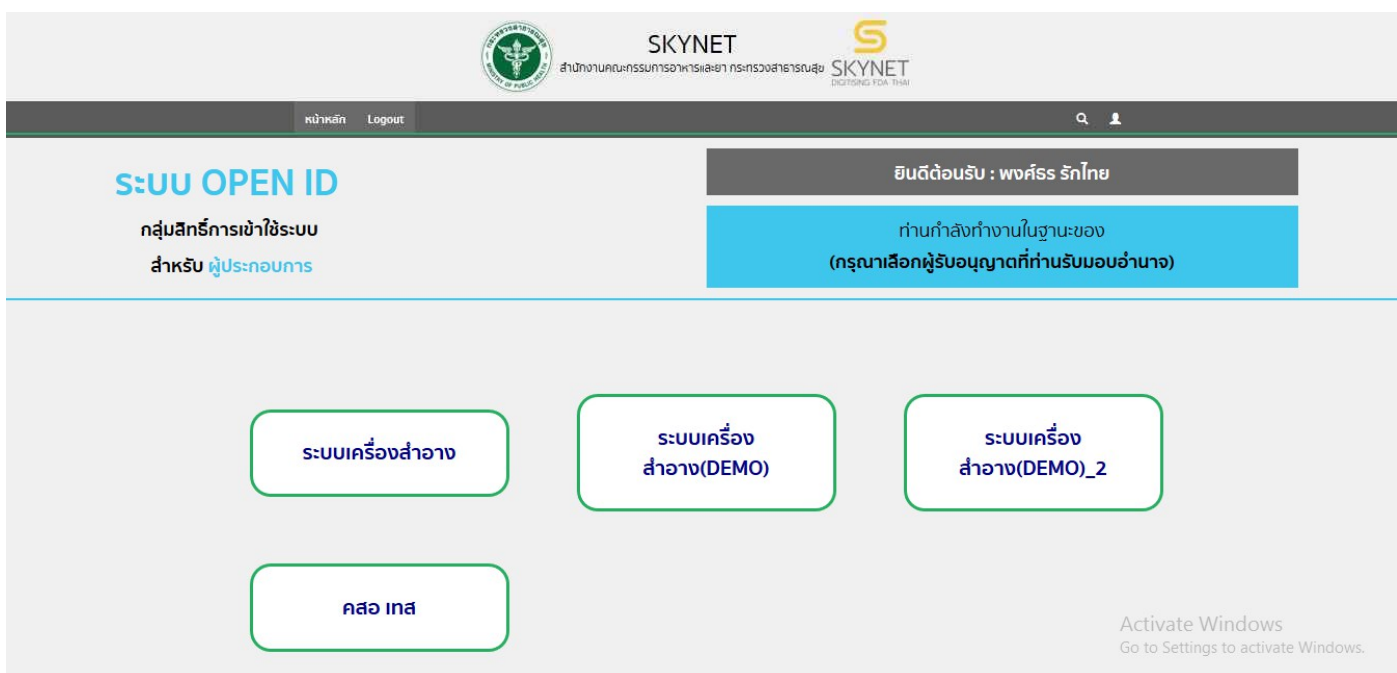 SKYNET
สำนักงานคณะกรรมการอาหารและยา กระทรวงสาธารณสุข
SKYNET
DIGITISING FDA THAI
หน้าหลัก Logout
ระบบ OPEN ID
กลุ่มสิทธิ์การเข้าใช้ระบบ
สำหรับ ผู้ประกอบการ
ยินดีต้อนรับ : พงศ์ธร รักไทย
ท่านกำลังทำงานในฐานะของ
(กรุณาเลือกผู้รับอนุญาตที่ท่านรับมอบอำนาจ)
ระบบเครื่องสำอาง
ระบบเครื่อง
สำอาง(DEMO)
ระบบเครื่อง
สำอาง(DEMO)_2
คสอ เทส
Activate Windows
Go to Settings to activate Windows.